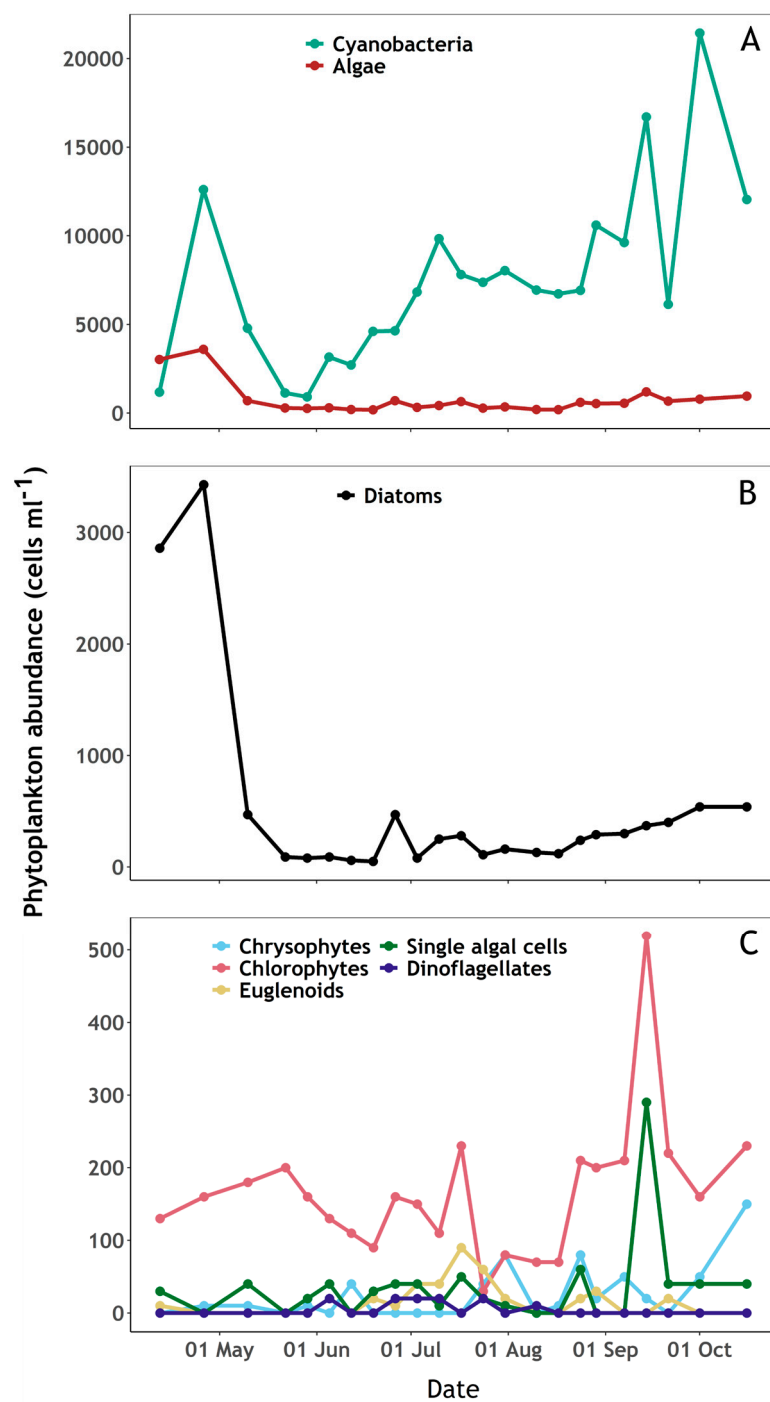 A
Cyanobacteria
Algae
20000
15000
10000
5000
0
B
Diatoms
3000
2000
1000
0
Phytoplankton abundance (cells ml⁻¹)
C
Chrysophytes
Single algal cells
Chlorophytes
Dinoflagellates
Euglenoids
500
400
300
200
100
0
01 May
01 Jun
01 Jul
01 Aug
01 Sep
01 Oct
Date